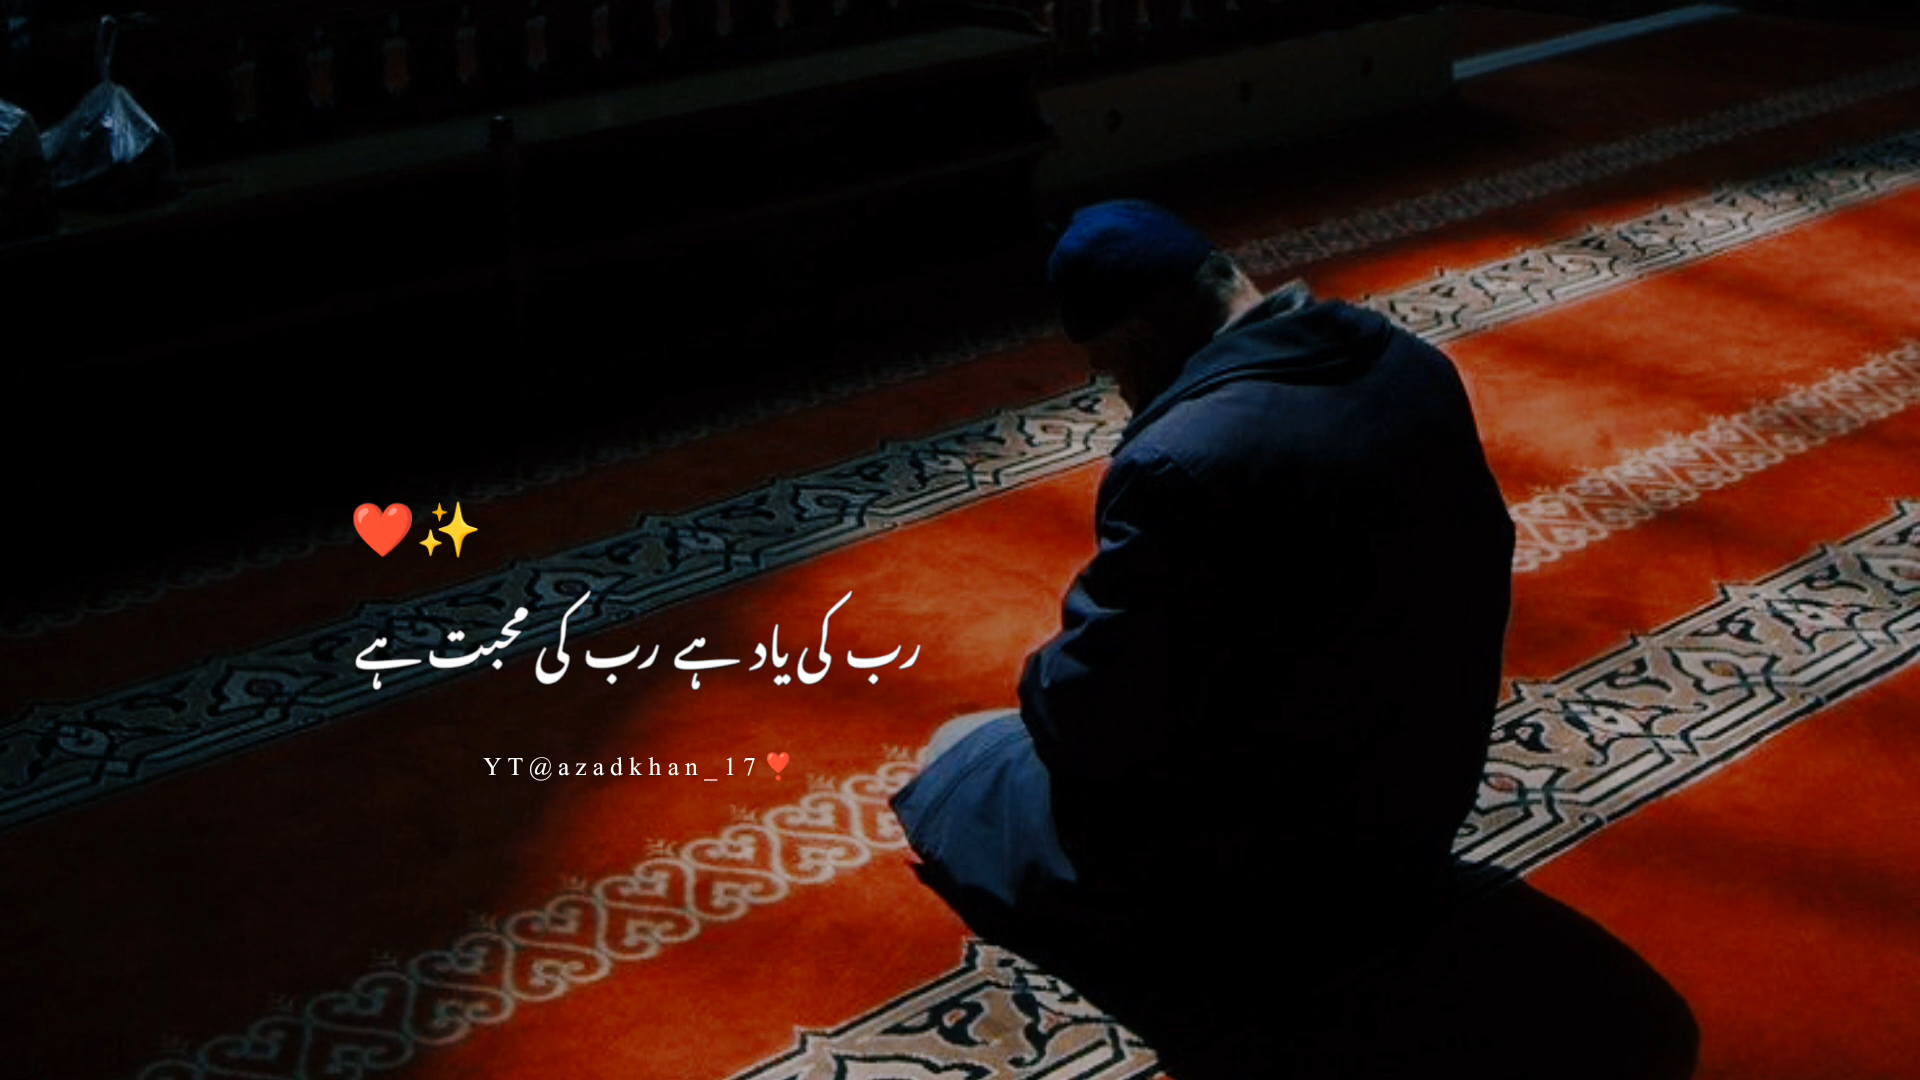 ❤️✨
رب کی یاد ہے رب کی محبت ہے
YT@azadkhan_17❣️